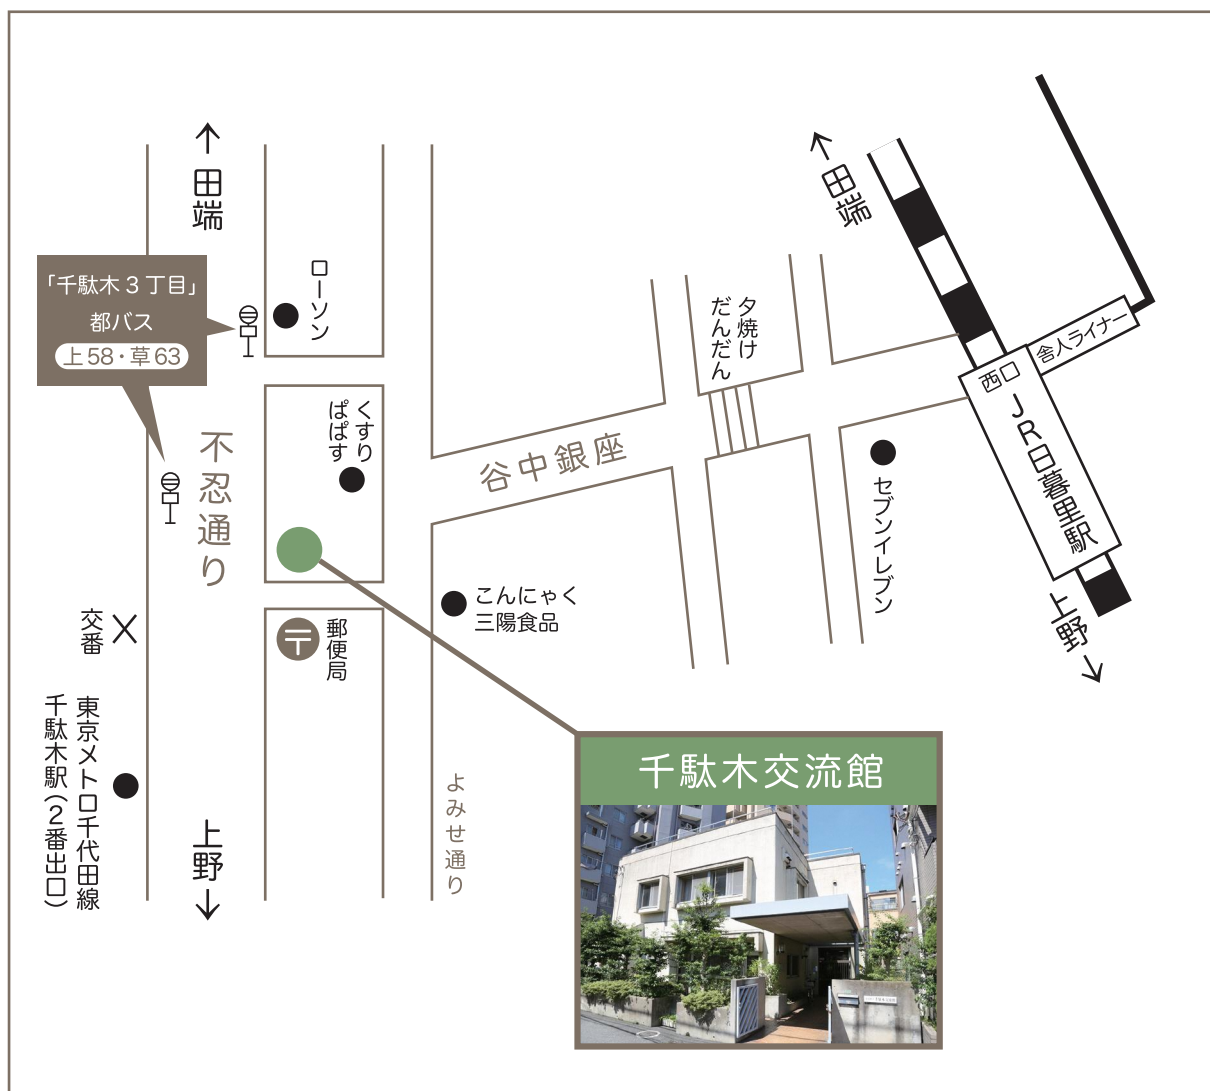 田端
「千駄木3丁目」
都バス
上58・草63
ローソン
くすり
ぱぱす
不忍通り
交番
東京メトロ千代田線
千駄木駅(2番出口)
上野
〒
郵便局
谷中銀座
夕焼け
だんだん
こんにゃく
三陽食品
よみせ通り
セブンイレブン
田端
舎人ライナー
西口
JR日暮里駅
上野
千駄木交流館